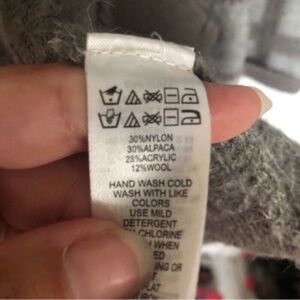 30%NYLON
30%ALPACA
28%ACRYLIC
12%WOOL
HAND WASH COLD
WASH WITH LIKE
COLORS
USE MILD
DETERGENT
CHLORINE
WHEN
OR